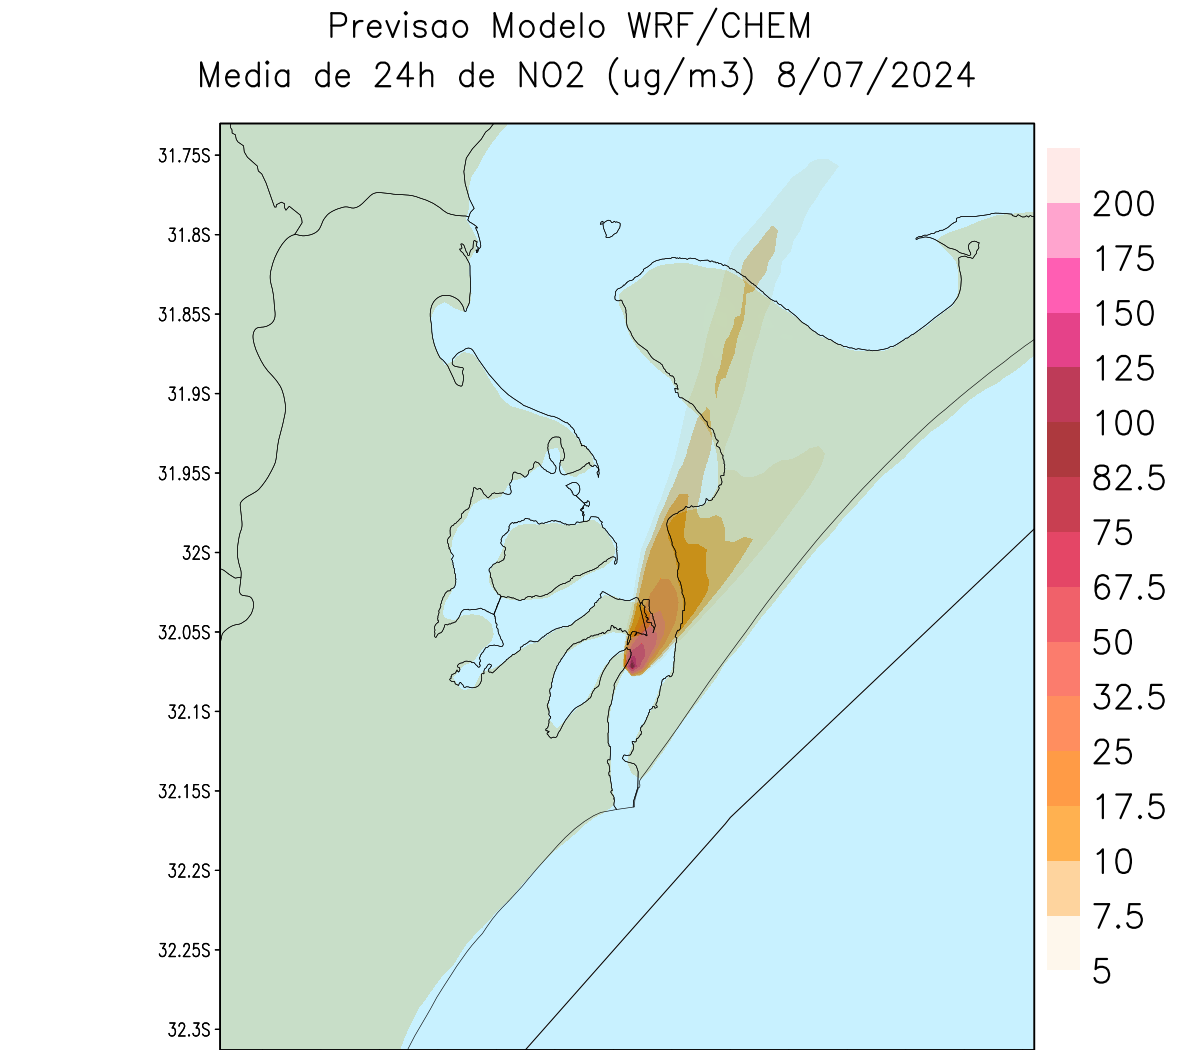 Previsao Modelo WRF/CHEM
Media de 24h de NO2 (ug/m3) 8/07/2024
31.75S
31.8S
31.85S
31.9S
31.95S
32S
32.05S
32.1S
32.15S
32.2S
32.25S
32.3S
200
175
150
125
100
82.5
75
67.5
50
32.5
25
17.5
10
7.5
5